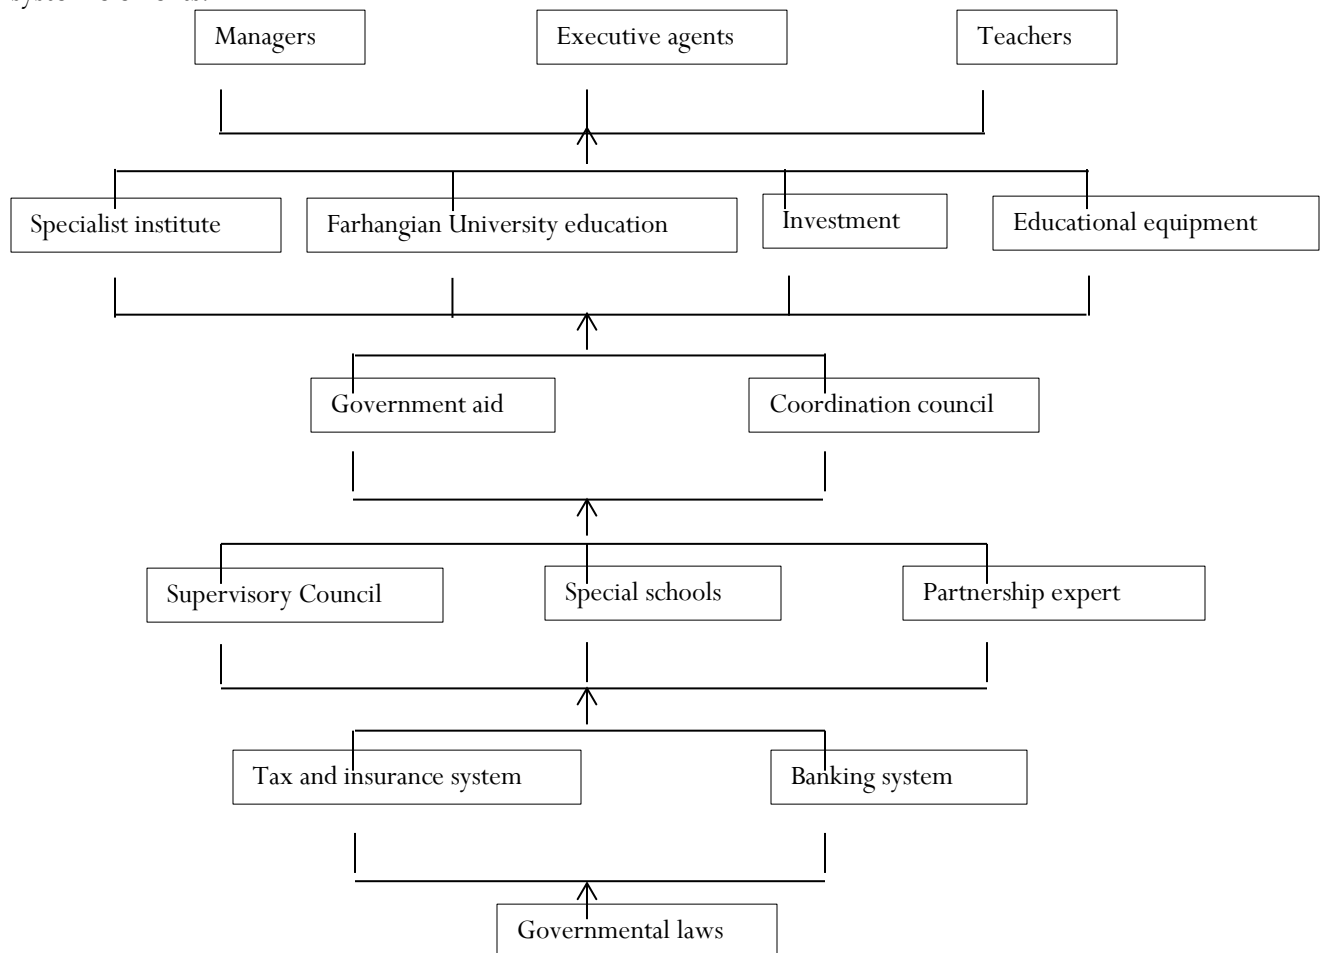 Managers
Executive agents
Teachers
Specialist institute
Farhangian University education
Investment
Educational equipment
Government aid
Coordination council
Supervisory Council
Special schools
Partnership expert
Tax and insurance system
Banking system
Governmental laws